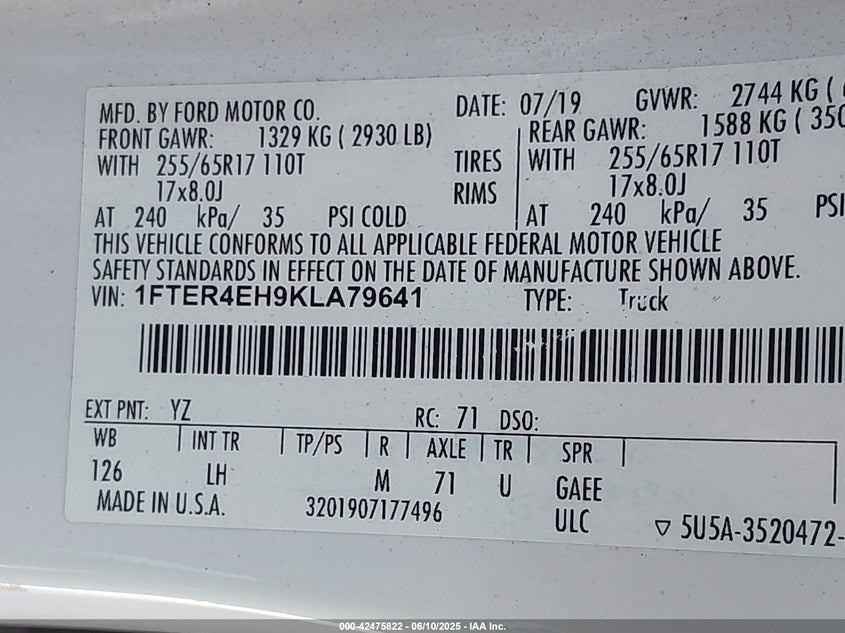 MFD. BY FORD MOTOR CO. DATE: 07/19 GVWR: 2744 KG (
FRONT GAWR: 1329 KG ( 2930 LB) REAR GAWR: 1588 KG ( 350
WITH 255/65R17 110T TIRES WITH 255/65R17 110T
17x8.0J RIMS 17x8.0J
AT 240 kPa/ 35 PSI COLD AT 240 kPa/ 35 PSI
THIS VEHICLE CONFORMS TO ALL APPLICABLE FEDERAL MOTOR VEHICLE
SAFETY STANDARDS IN EFFECT ON THE DATE OF MANUFACTURE SHOWN ABOVE.
VIN: 1FTER4EH9KLA79641 TYPE: Truck
EXT PNT: YZ RC: 71 DSO:
WB INT TR TP/PS R AXLE TR SPR
126 LH M 71 U GAEE
MADE IN U.S.A. 3201907177496 ULC ▽ 5U5A-3520472-
000-42475822 - 06/10/2025 - IAA Inc.